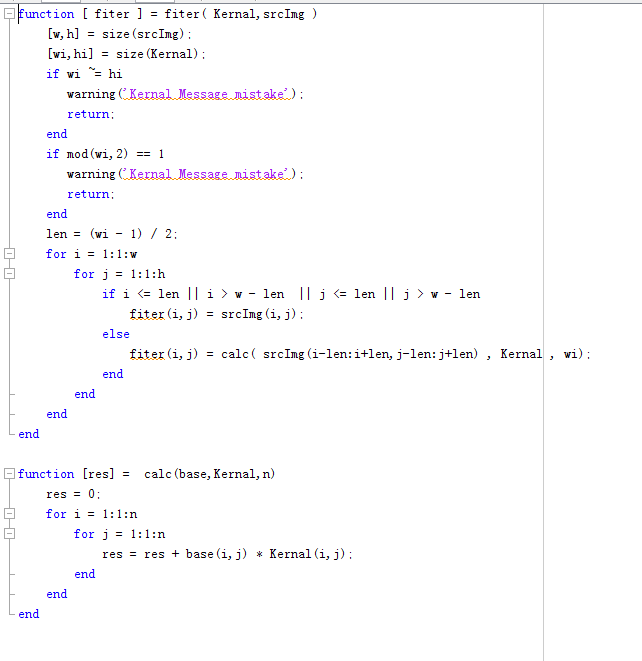 function [ fiter ] = fiter( Kernal,srcImg )
    [w,h] = size(srcImg);
    [wi,hi] = size(Kernal);
    if wi ~= hi
       warning('Kernal Message mistake');
       return;
    end
    if mod(wi,2) == 1
       warning('Kernal Message mistake');
       return;
    end
    len = (wi - 1) / 2;
    for i = 1:1:w
        for j = 1:1:h
            if i <= len || i > w - len  || j <= len || j > w - len
                fiter(i,j) = srcImg(i,j);
            else
                fiter(i,j) = calc( srcImg(i-len:i+len,j-len:j+len) , Kernal , wi);
            end
        end
    end
end
function [res] =  calc(base,Kernal,n)
    res = 0;
    for i = 1:1:n
        for j = 1:1:n
            res = res + base(i,j) * Kernal(i,j);
        end
    end
end